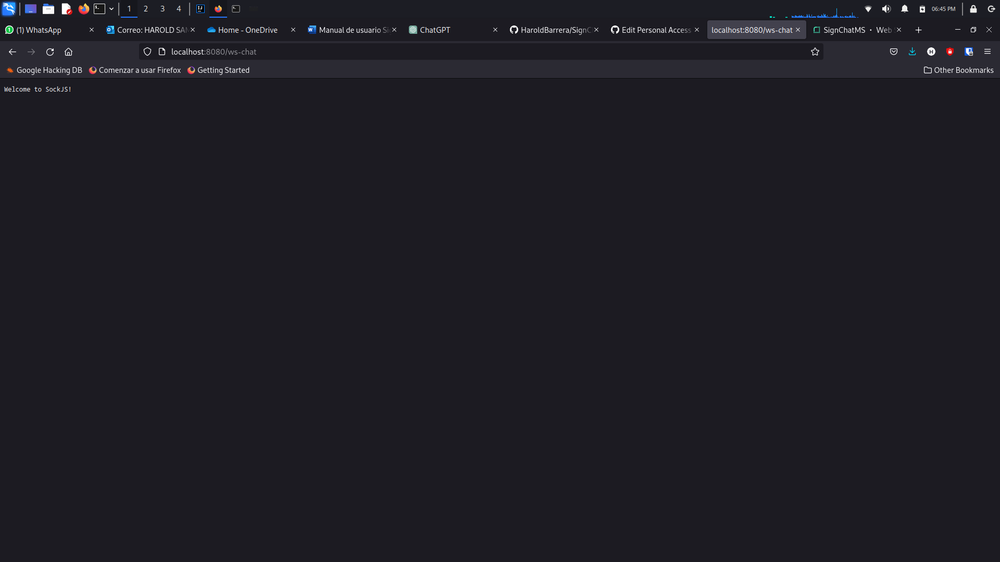 1 2 3 4 06:45 PM
(1) WhatsApp Correo: HAROLD SAN Home - OneDrive Manual de usuario Si ChatGPT HaroldBarrera/SignC Edit Personal Access localhost:8080/ws-chat SignChatMS · Web
localhost:8080/ws-chat
Google Hacking DB Comenzar a usar Firefox Getting Started Other Bookmarks
Welcome to SockJS!